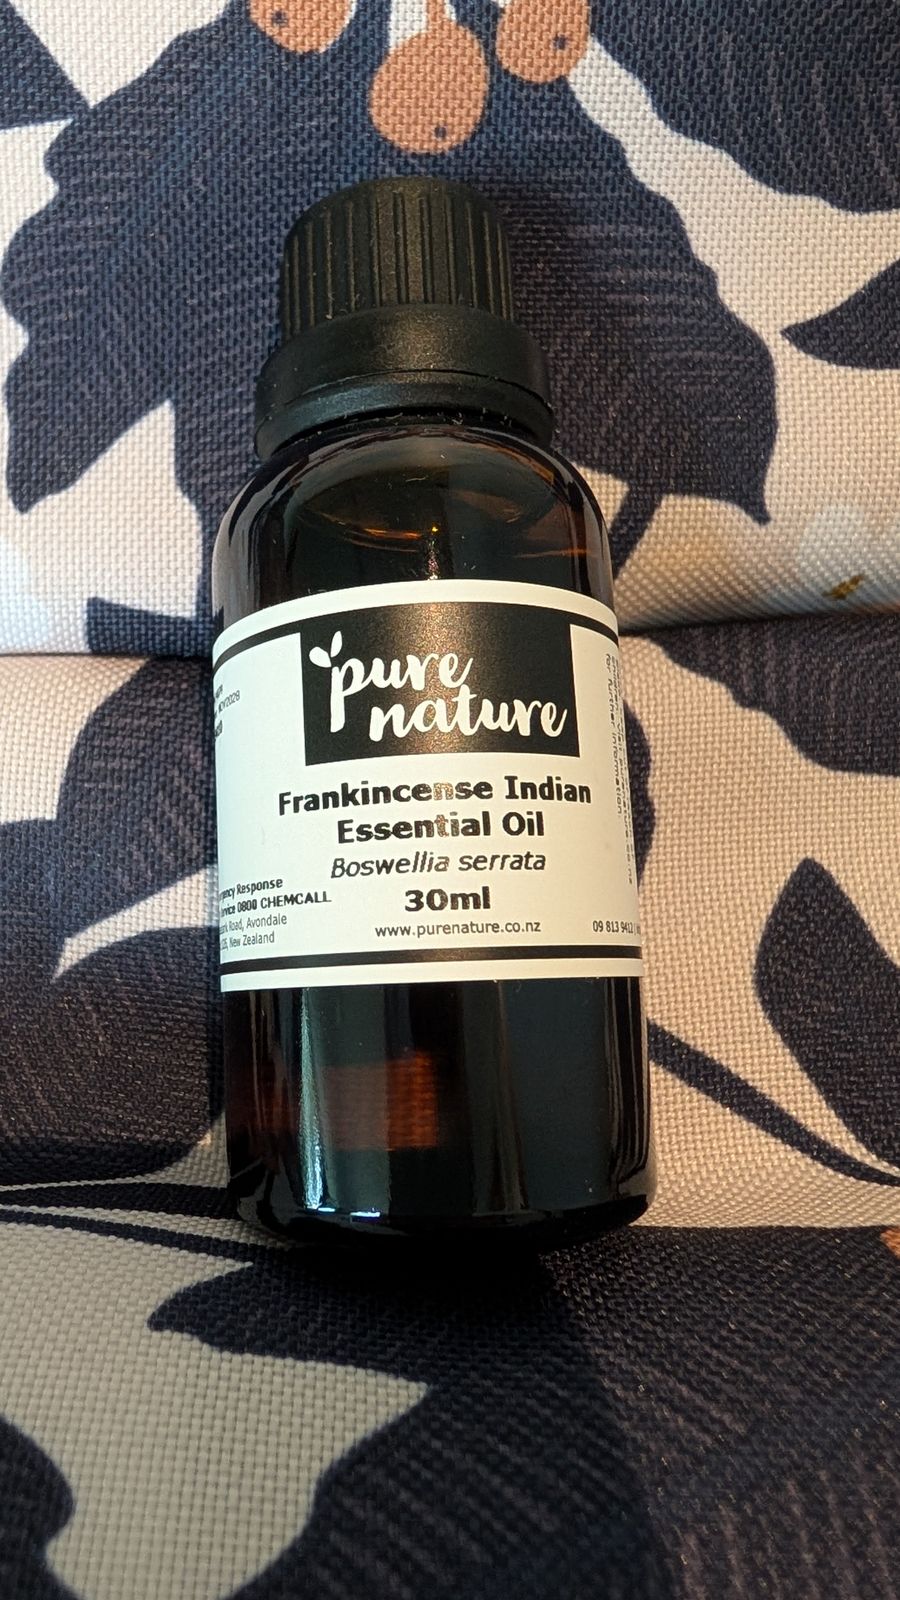 pure
nature
Frankincense Indian
Essential Oil
Boswellia serrata
30ml
www.purenature.co.nz
Response
0800 CHEMCALL
Road, Avondale
New Zealand
09 813
for further information